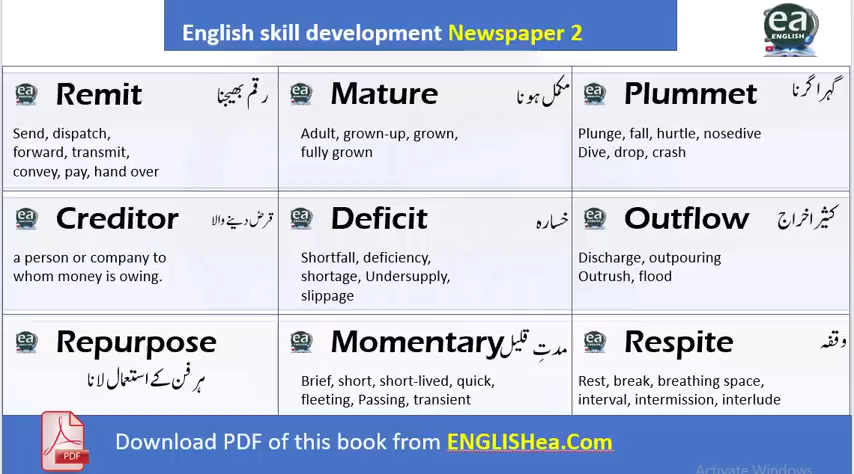 English skill development Newspaper 2
ea
ENGLISH
Remit رقم بھیجنا
Send, dispatch,
forward, transmit,
convey, pay, hand over
Mature مکمل ہونا
Adult, grown-up, grown,
fully grown
Plummet گہرا گرنا
Plunge, fall, hurtle, nosedive
Dive, drop, crash
Creditor قرض دینے والا
a person or company to
whom money is owing.
Deficit خسارہ
Shortfall, deficiency,
shortage, Undersupply,
slippage
Outflow کثیر اخراج
Discharge, outpouring
Outrush, flood
Repurpose
ہر فن کے استعمال لانا
Momentary مدتِ قلیل
Brief, short, short-lived, quick,
fleeting, Passing, transient
Respite وقفہ
Rest, break, breathing space,
interval, intermission, interlude
PDF
Download PDF of this book from ENGLISHea.Com
Activate Windows